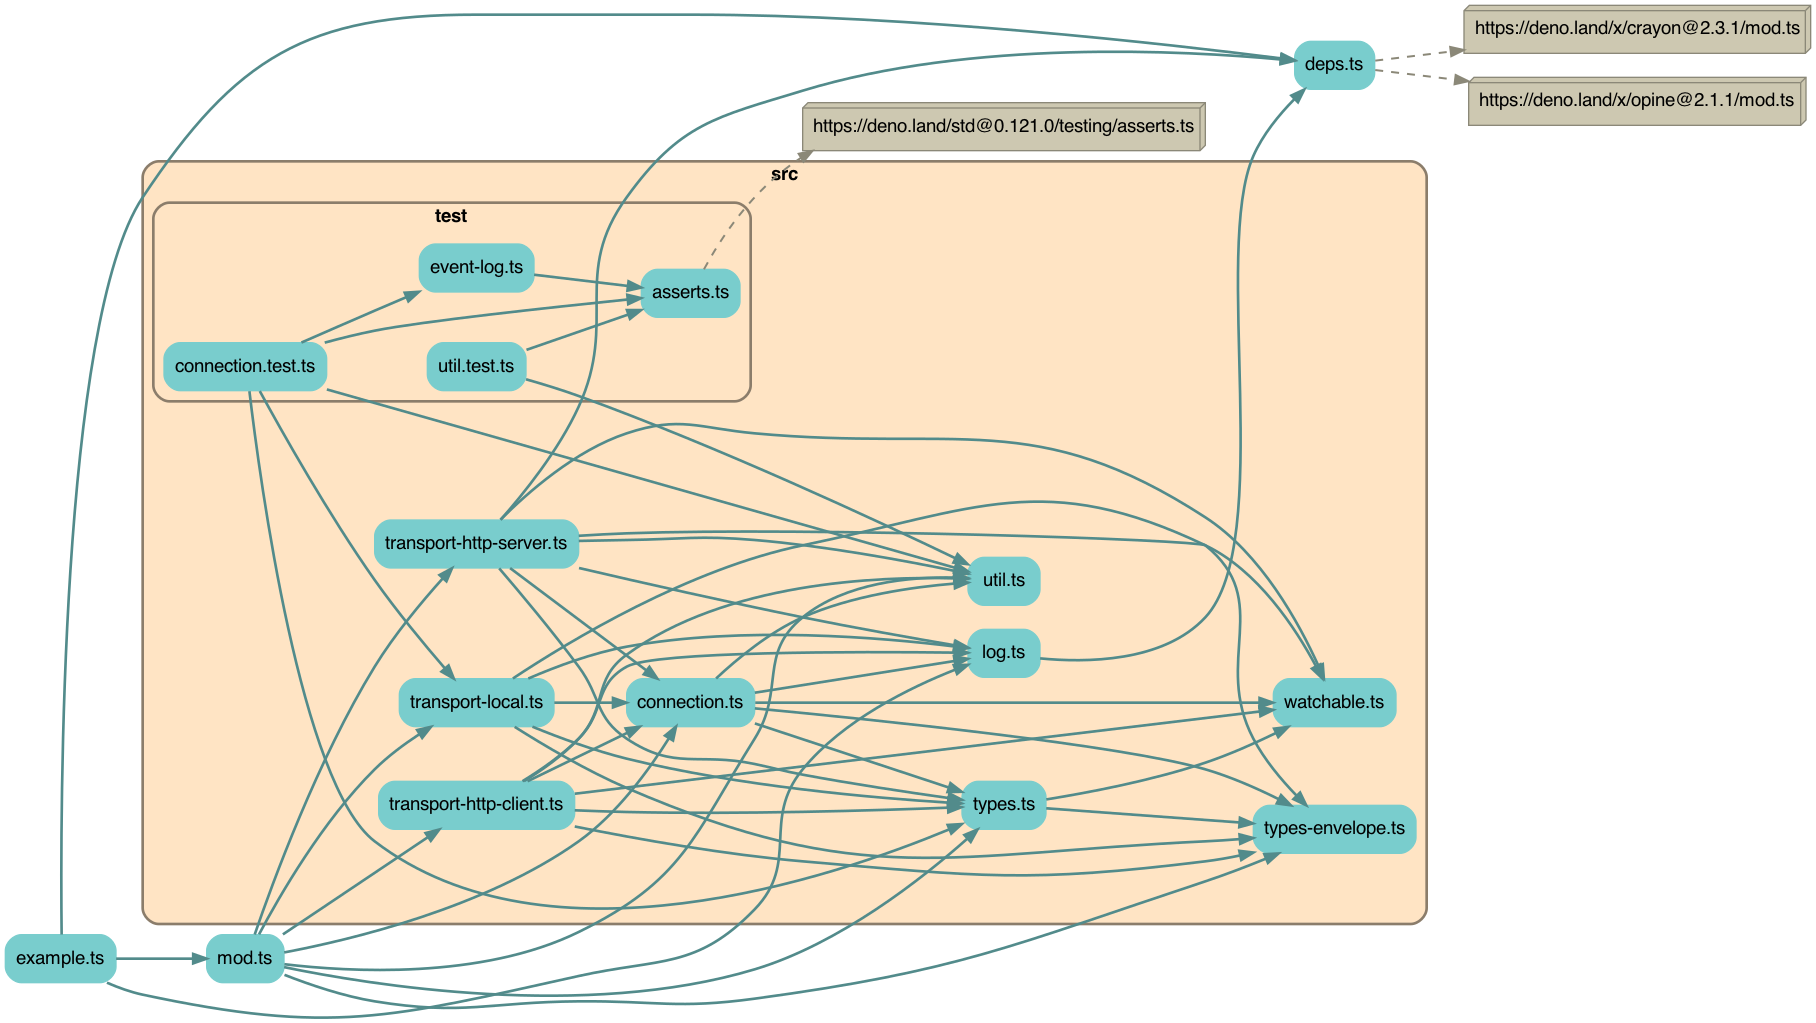 https://deno.land/x/crayon@2.3.1/mod.ts
deps.ts
https://deno.land/x/opine@2.1.1/mod.ts
https://deno.land/std@0.121.0/testing/asserts.ts
src
test
event-log.ts
asserts.ts
connection.test.ts
util.test.ts
transport-http-server.ts
util.ts
log.ts
transport-local.ts
connection.ts
watchable.ts
transport-http-client.ts
types.ts
types-envelope.ts
example.ts
mod.ts